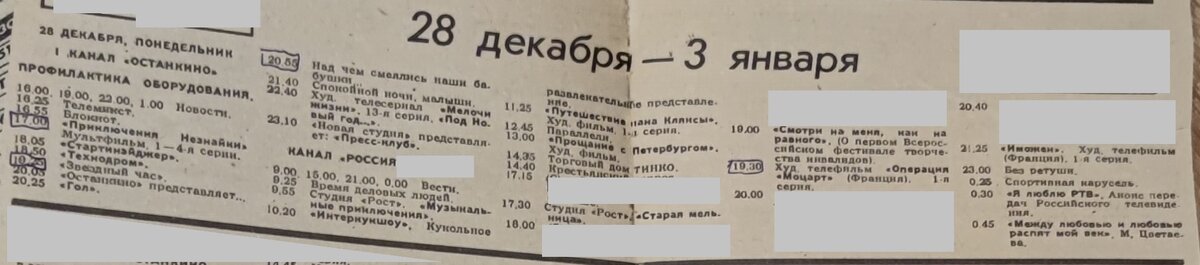 28 декабря — 3 января
28 ДЕКАБРЯ, ПОНЕДЕЛЬНИК
I КАНАЛ «ОСТАНКИНО»
ПРОФИЛАКТИКА ОБОРУДОВАНИЯ.
16.00, 19.00, 22.00, 1.00 Новости.
16.25 Телемикст.
16.55 Блокнот.
17.00 «Приключения Незнайки»
Мультфильм, 1—4-я серии.
18.05 «Стартинэйджер».
18.50 «Технодром».
19.25 «Звездный час».
20.05 «Останкино» представляет...
20.25 «Гол».
20.55 Над чем смеялись наши ба-
бушки...
21.40 Спокойной ночи, малыши.
22.40 Худ. телесериал «Мелочи
жизни». 13-я серия. «Под Но-
вый год...».
23.10 «Новая студия» представля-
ет: «Пресс-клуб».
КАНАЛ «РОССИЯ
9.00, 15.00, 21.00, 0.00 Вести.
9.25 Время деловых людей.
9.55 Студия «Рост». «Музыкаль-
ные приключения».
10.20 «Интеркукшоу». Кукольное
развлекательное представле-
ние.
11.25 «Путешествие пана Кляксы».
Худ. фильм, 1-я серия.
12.45 Параллели.
13.00 «Прощание с Петербургом».
Худ. фильм.
14.35 Торговый дом
14.40 Крестьянский
ТИНКО.
17.15
17.30 Студия «Рост». «Старая мель-
ница».
18.00
19.00 «Смотри на меня, как на
равного». (О первом Всерос-
сийском фестивале творче-
ства инвалидов).
19.30 Худ. телефильм «Операция
«Моцарт» (Франция). 1-я
серия.
20.00
20.40
21.25 «Иможен». Худ. телефильм
(Франция). 1-я серия.
23.00 Без ретуши.
0.25 Спортивная карусель.
0.30 «Я люблю РТВ». Анонс пере-
дач Российского телевиде-
ния.
0.45 «Между любовью и любовью
распят мой век». М. Цветае-
ва.